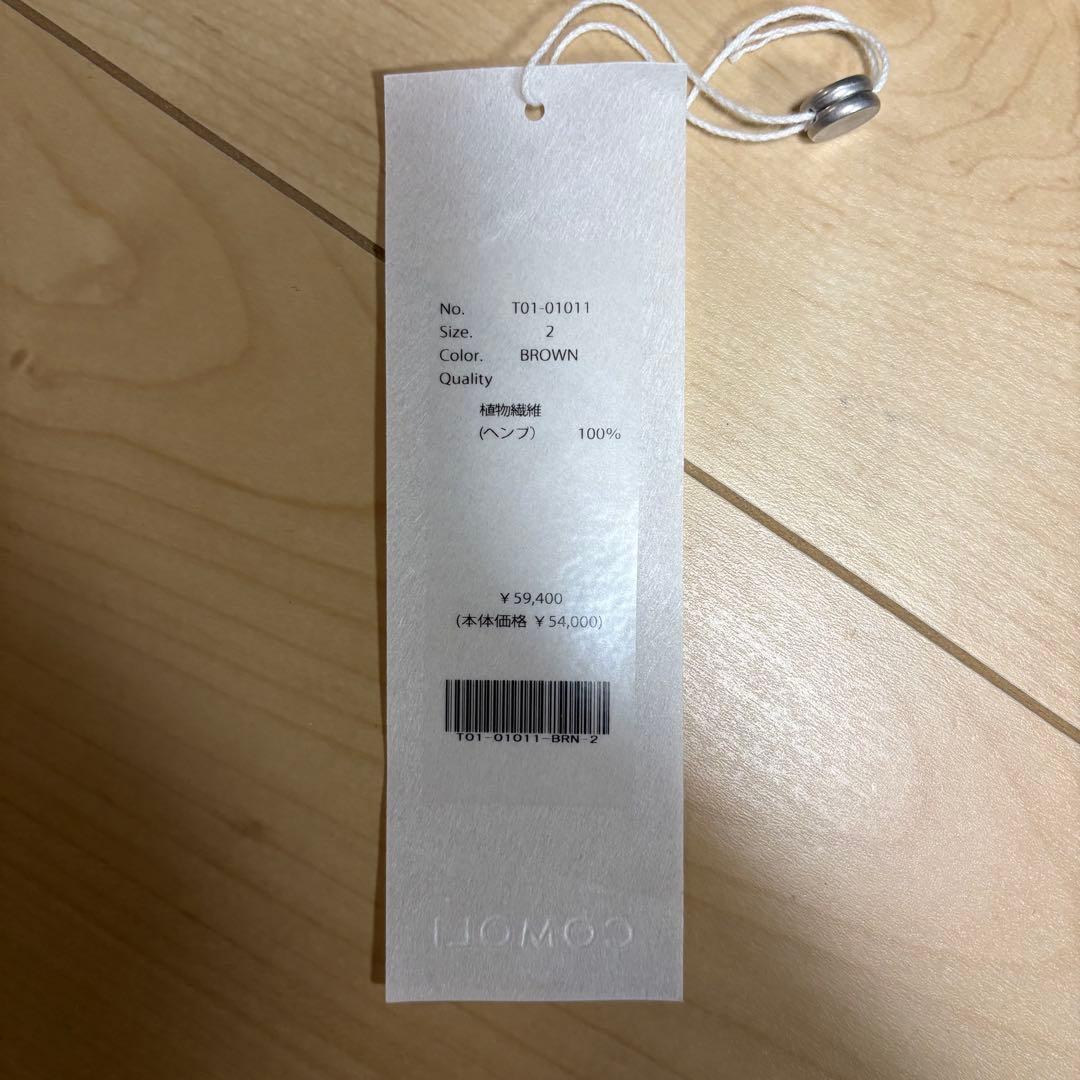 No. T01-01011
Size. 2
Color. BROWN
Quality
植物繊維
(ヘンプ) 100%
¥59,400
(本体価格 ¥54,000)
T01-01011-BRN-2
COMOLI